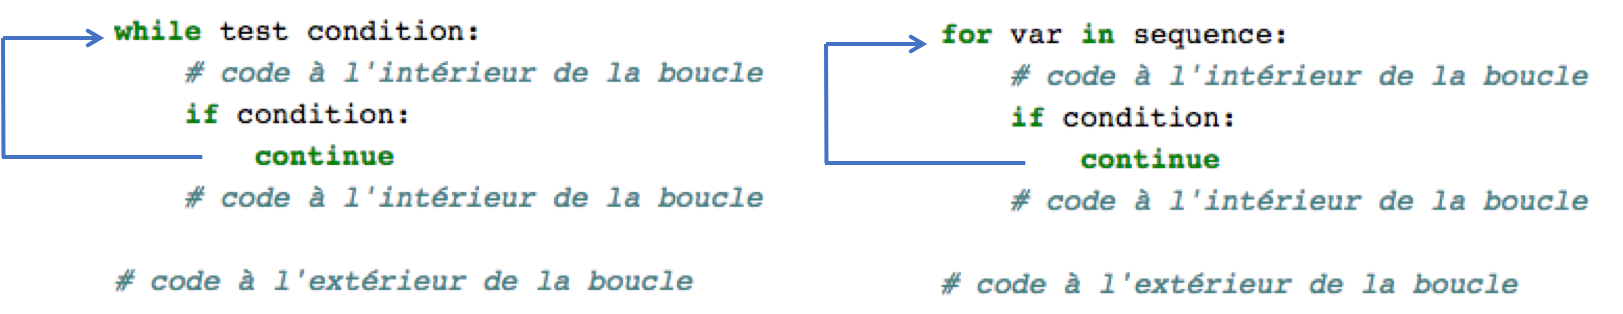 while test condition:
# code à l'intérieur de la boucle
if condition:
continue
# code à l'intérieur de la boucle
# code à l'extérieur de la boucle
for var in sequence:
# code à l'intérieur de la boucle
if condition:
continue
# code à l'intérieur de la boucle
# code à l'extérieur de la boucle